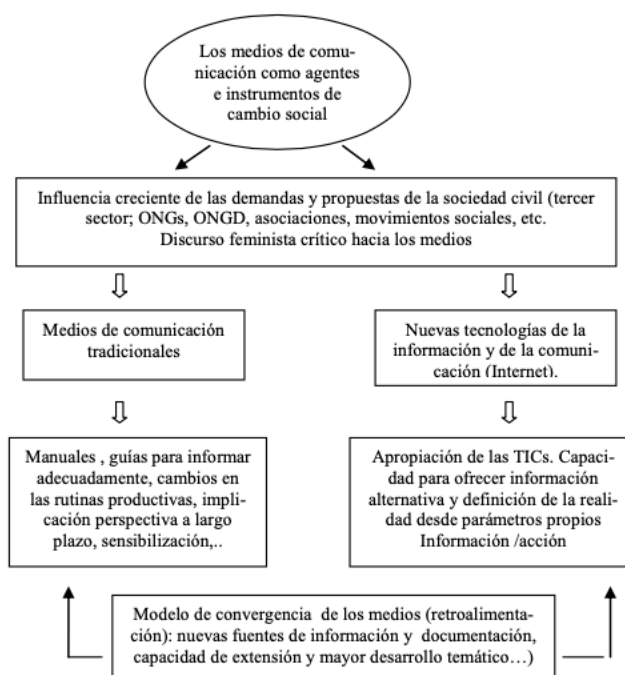 Los medios de comu-
nicación como agentes
e instrumentos de
cambio social
Influencia creciente de las demandas y propuestas de la sociedad civil (tercer
sector; ONGs, ONGD, asociaciones, movimientos sociales, etc.
Discurso feminista crítico hacia los medios
Medios de comunicación
tradicionales
Nuevas tecnologías de la
información y de la comuni-
cación (Internet).
Manuales , guías para informar
adecuadamente, cambios en
las rutinas productivas, impli-
cación perspectiva a largo
plazo, sensibilización,..
Apropiación de las TICs. Capaci-
dad para ofrecer información
alternativa y definición de la reali-
dad desde parámetros propios
Información /acción
Modelo de convergencia de los medios (retroalimenta-
ción): nuevas fuentes de información y documentación,
capacidad de extensión y mayor desarrollo temático…)